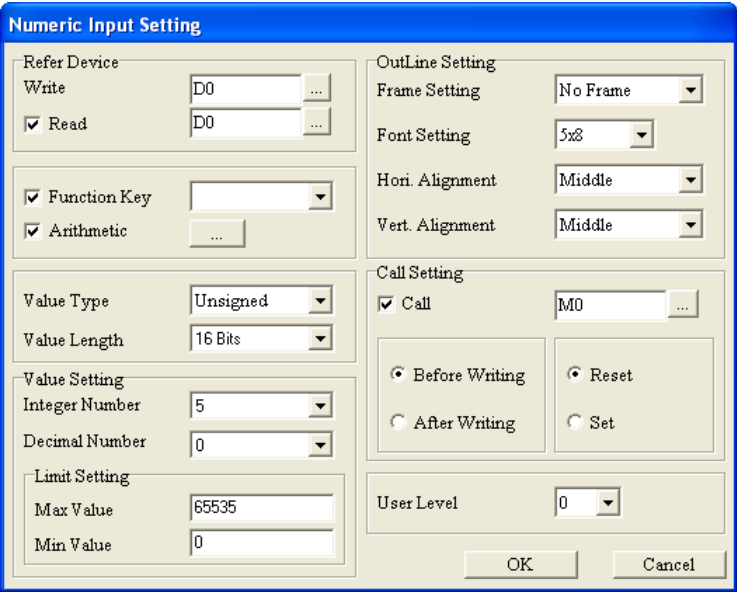 Numeric Input Setting
Refer Device
Write
D0
...
Read
D0
...
Function Key
Arithmetic
...
Value Type
Unsigned
Value Length
16 Bits
Value Setting
Integer Number
5
Decimal Number
0
Limit Setting
Max Value
65535
Min Value
0
OutLine Setting
Frame Setting
No Frame
Font Setting
5x8
Hori. Alignment
Middle
Vert. Alignment
Middle
Call Setting
Call
M0
...
Before Writing
Reset
After Writing
Set
User Level
0
OK
Cancel